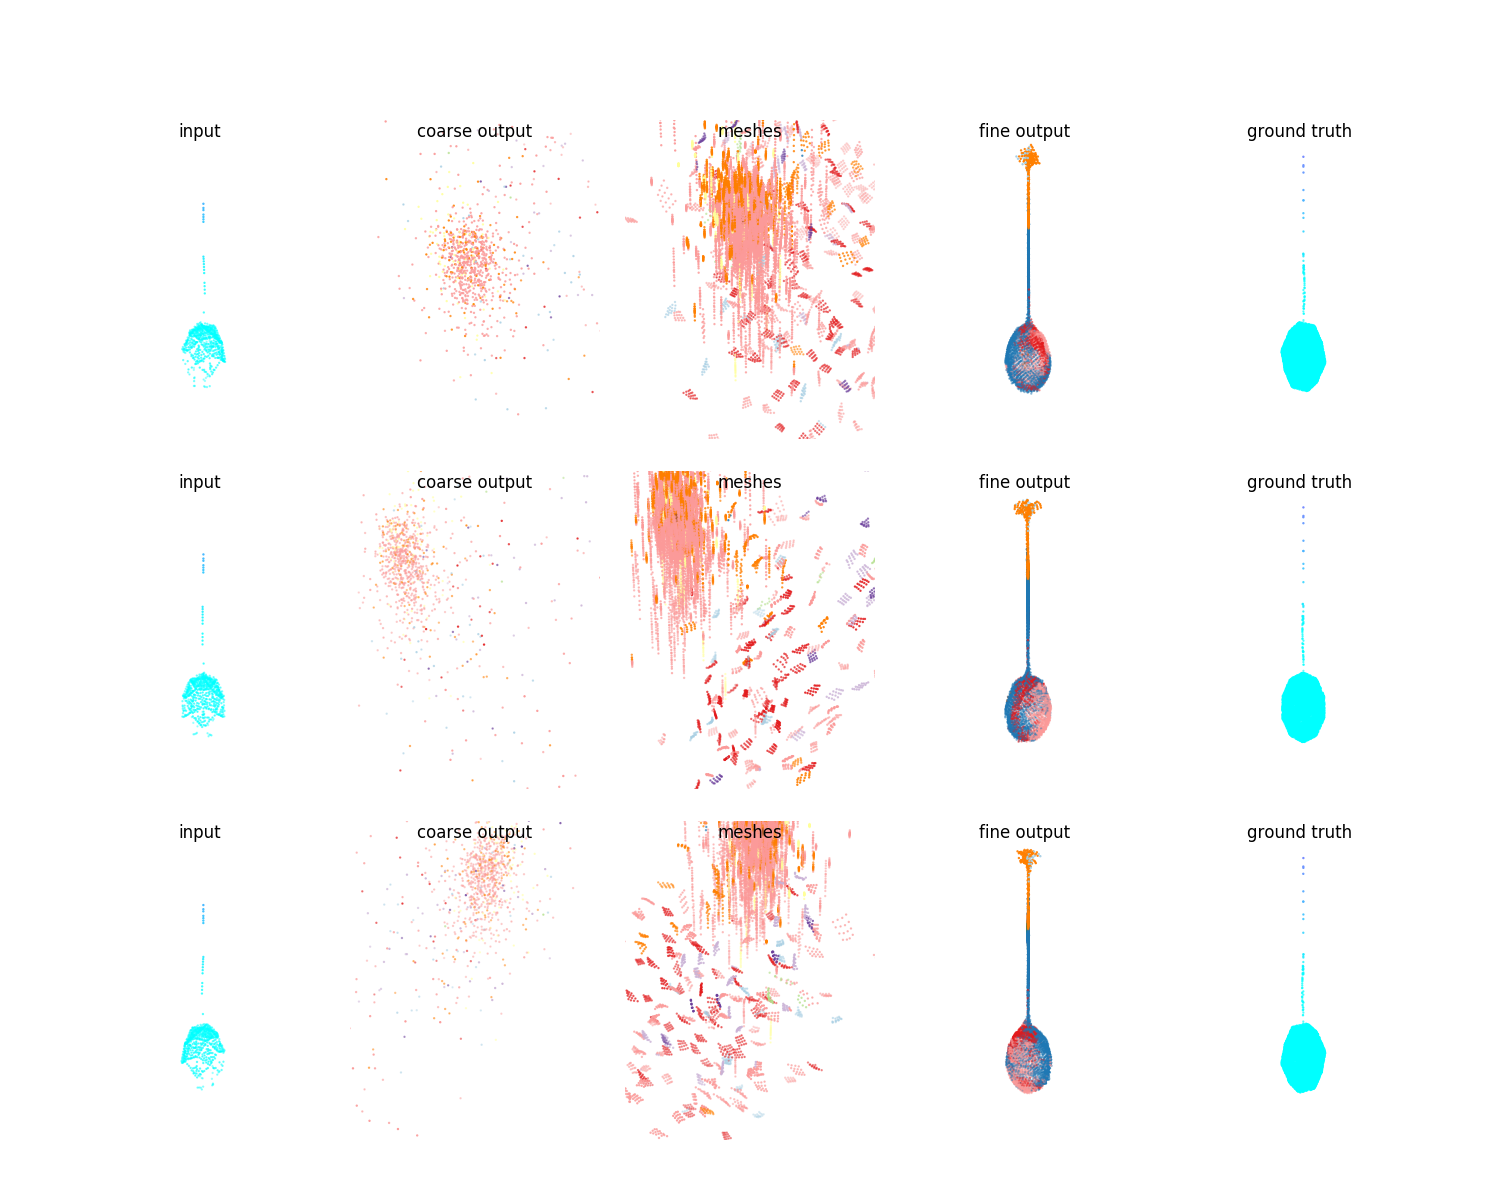 input
coarse output
meshes
fine output
ground truth
input
coarse output
meshes
fine output
ground truth
input
coarse output
meshes
fine output
ground truth